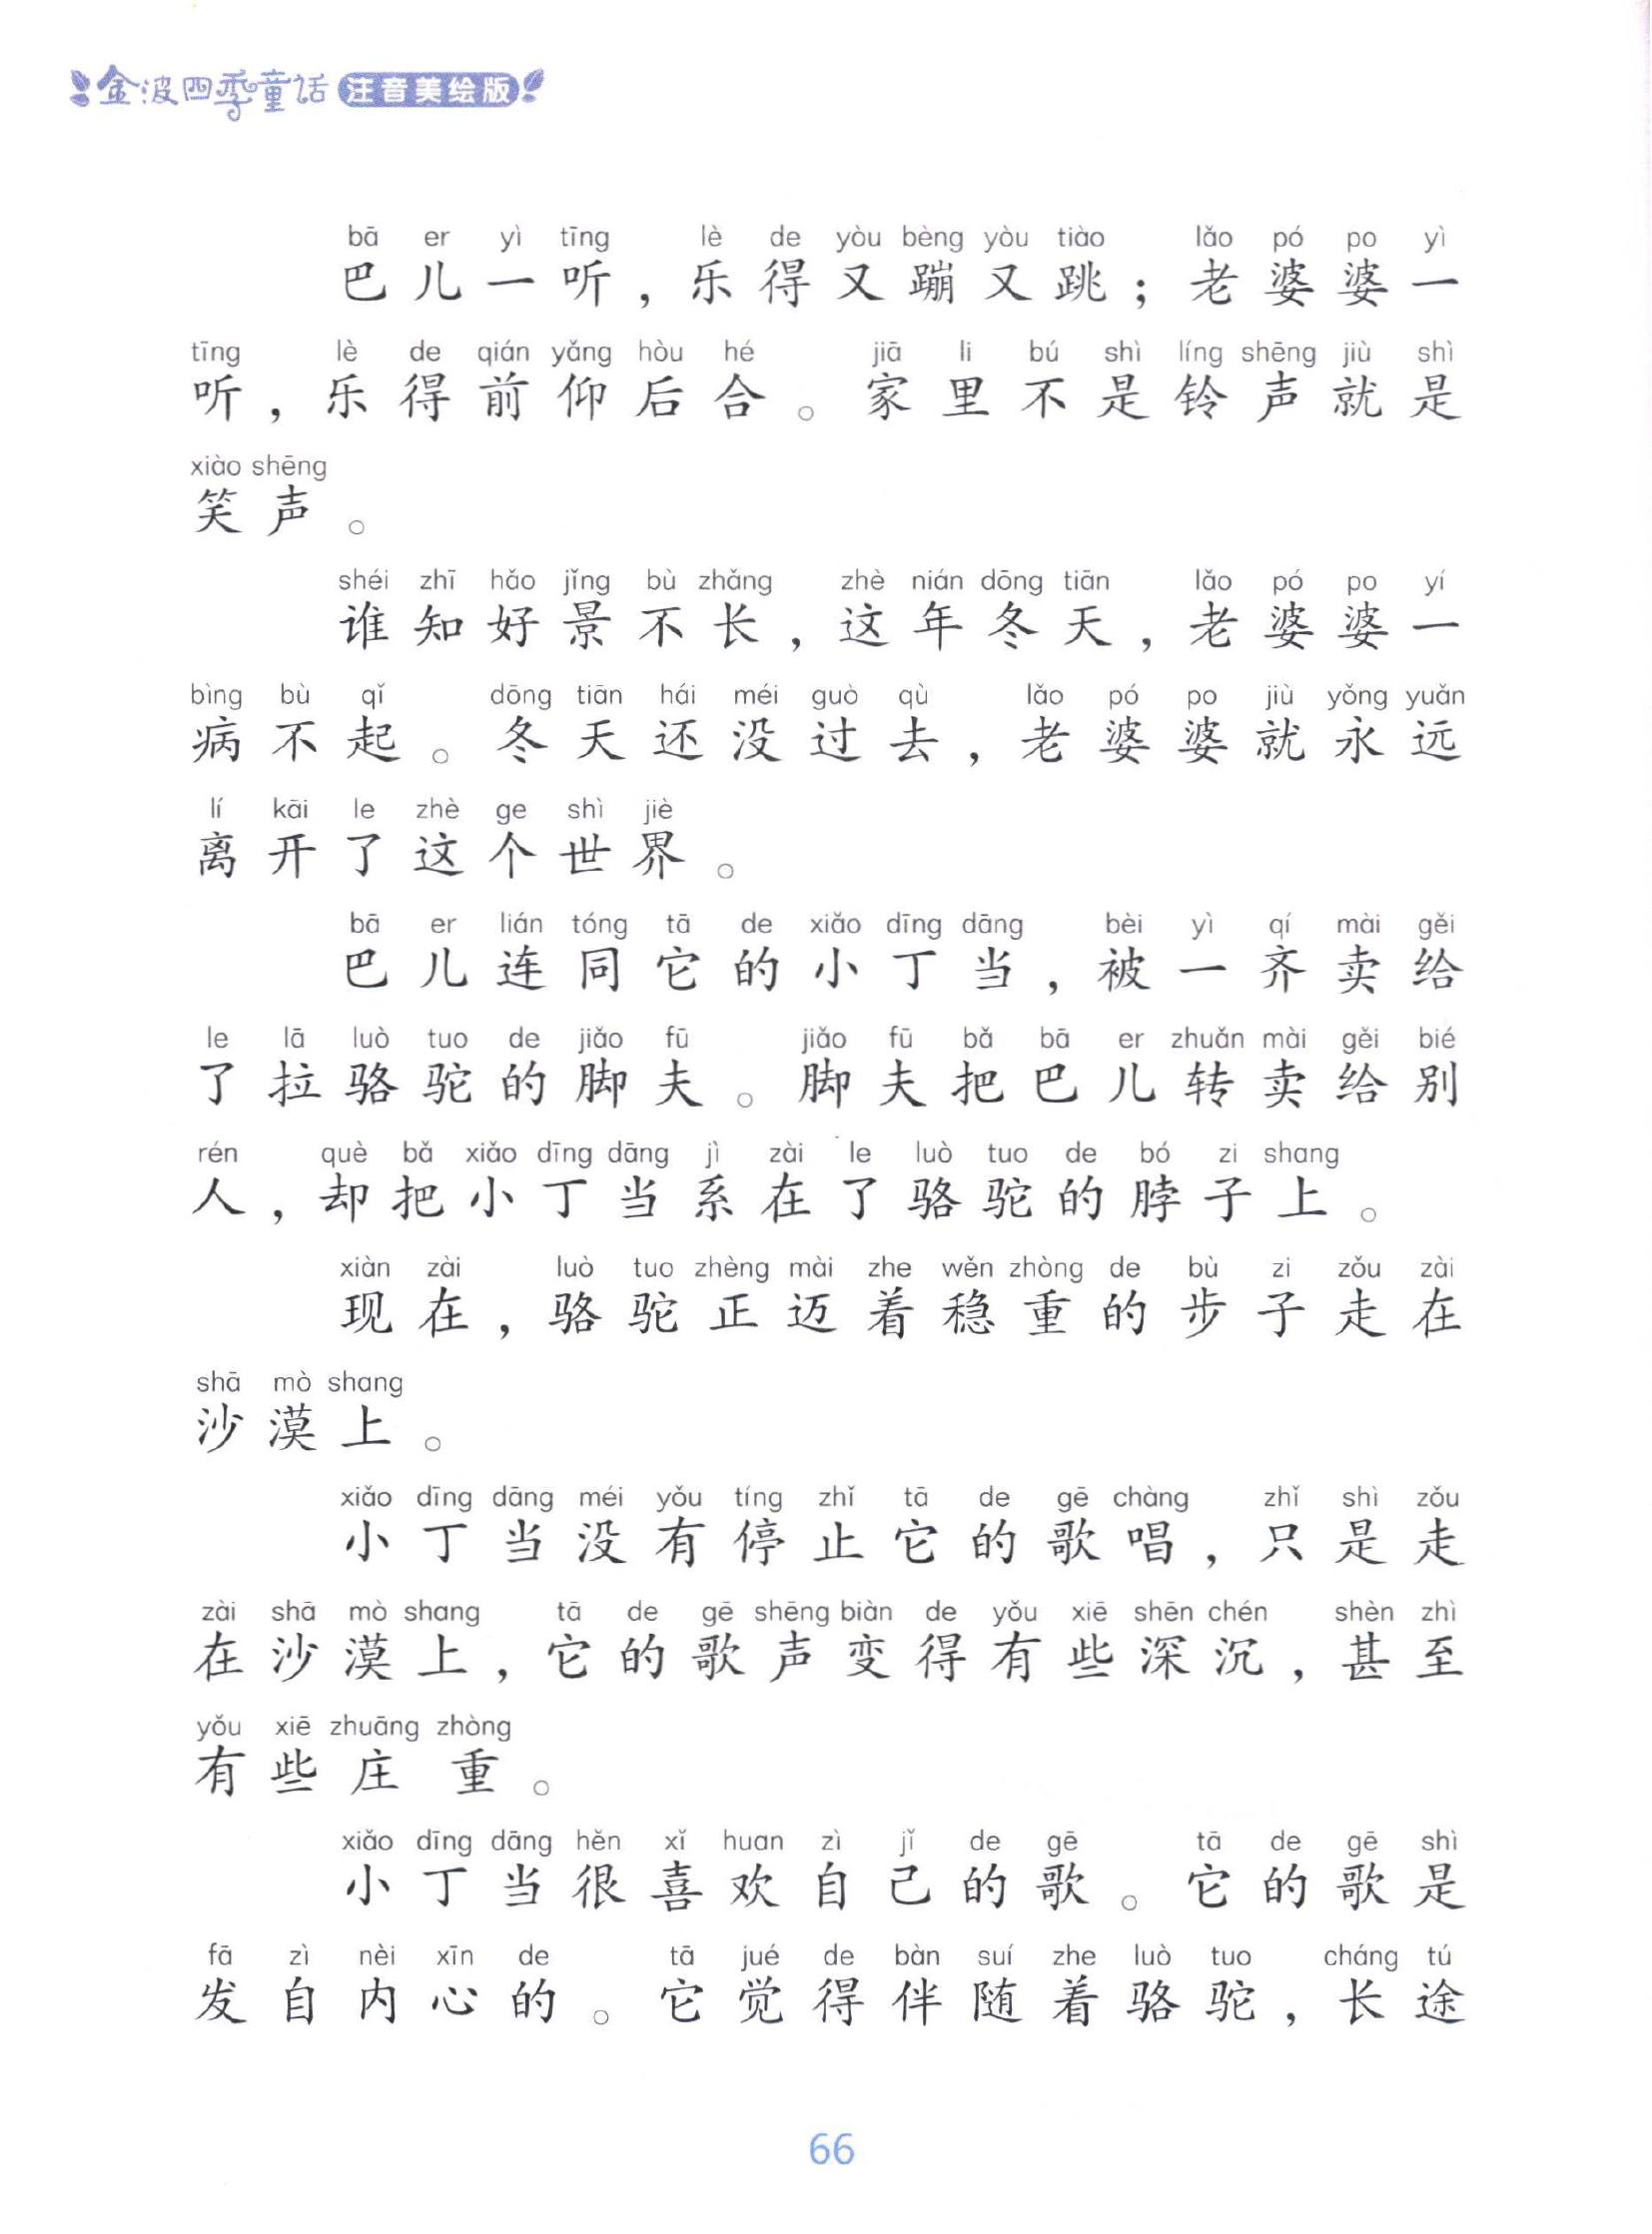 金波四季童话 注音美绘版
bā er yì tīng lè de yòu bèng yòu tiào lǎo pó po yì
巴儿一听，乐得又蹦又跳；老婆婆一
tīng lè de qián yǎng hòu hé jiā li bú shì líng shēng jiù shì
听，乐得前仰后合。家里不是铃声就是
xiào shēng
笑声。
shéi zhī hǎo jǐng bù zhǎng zhè nián dōng tiān lǎo pó po yí
谁知好景不长，这年冬天，老婆婆一
bìng bù qǐ dōng tiān hái méi guò qù lǎo pó po jiù yǒng yuǎn
病不起。冬天还没过去，老婆婆就永远
lí kāi le zhè ge shì jiè
离开了这个世界。
bā er lián tóng tā de xiǎo dīng dāng bèi yì qí mài gěi
巴儿连同它的小丁当，被一齐卖给
le lā luò tuo de jiǎo fū jiǎo fū bǎ bā er zhuǎn mài gěi bié
了拉骆驼的脚夫。脚夫把巴儿转卖给别
rén què bǎ xiǎo dīng dāng jì zài le luò tuo de bó zi shang
人，却把小丁当系在了骆驼的脖子上。
xiàn zài luò tuo zhèng mài zhe wěn zhòng de bù zi zǒu zài
现在，骆驼正迈着稳重的步子走在
shā mò shang
沙漠上。
xiǎo dīng dāng méi yǒu tíng zhǐ tā de gē chàng zhǐ shì zǒu
小丁当没有停止它的歌唱，只是走
zài shā mò shang tā de gē shēng biàn de yǒu xiē shēn chén shèn zhì
在沙漠上，它的歌声变得有些深沉，甚至
yǒu xiē zhuāng zhòng
有些庄重。
xiǎo dīng dāng hěn xǐ huan zì jǐ de gē tā de gē shì
小丁当很喜欢自己的歌。它的歌是
fā zì nèi xīn de tā jué de bàn suí zhe luò tuo cháng tú
发自内心的。它觉得伴随着骆驼，长途
66